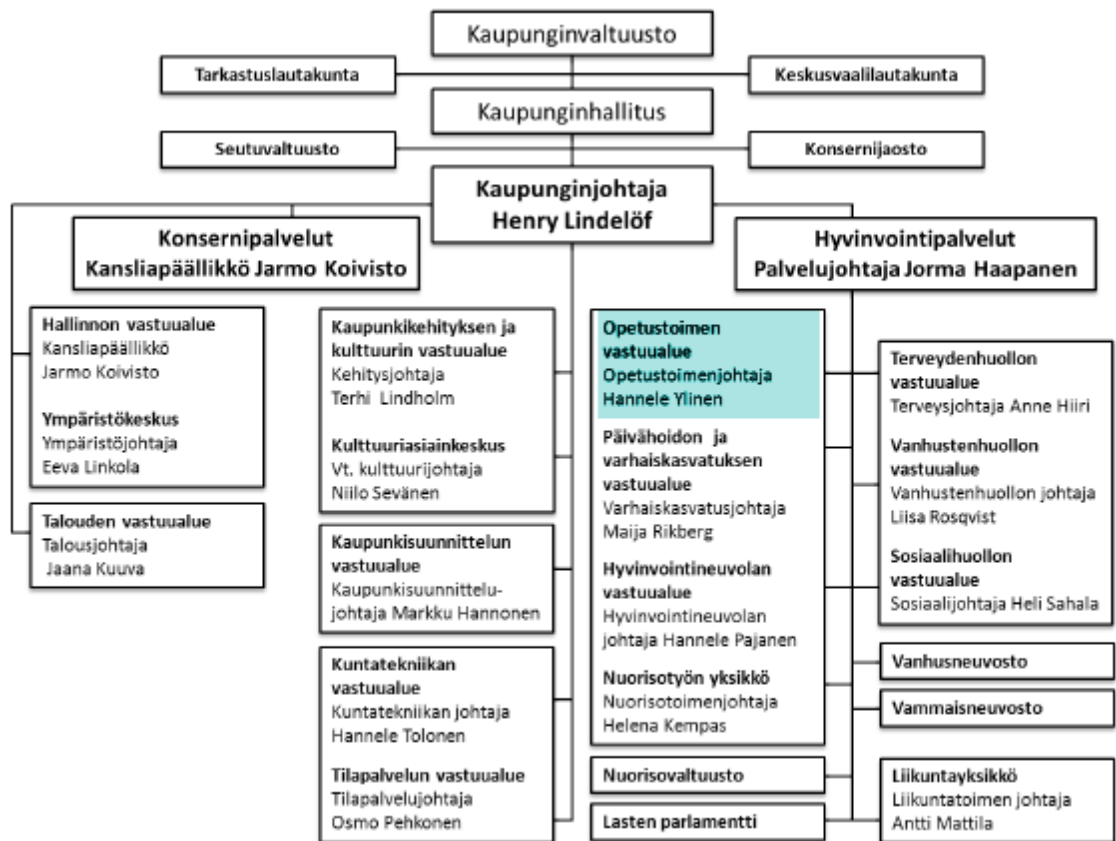 Kaupunginvaltuusto
Tarkastuslautakunta
Keskusvaalilautakunta
Kaupunginhallitus
Seutuvaltuusto
Konsernijaosto
Kaupunginjohtaja
Henry Lindelöf
Konsernipalvelut
Kansliapäällikkö Jarmo Koivisto
Hyvinvointipalvelut
Palvelujohtaja Jorma Haapanen
Hallinnon vastuualue
Kansliapäällikkö
Jarmo Koivisto
Ympäristökeskus
Ympäristöjohtaja
Eeva Linkola
Talouden vastuualue
Talousjohtaja
Jaana Kuuva
Kaupunkikehityksen ja
kulttuurin vastuualue
Kehitysjohtaja
Terhi Lindholm
Kulttuuriasiainkeskus
Vt. kulttuurijohtaja
Niilo Sevänen
Kaupunkisuunnittelun
vastuualue
Kaupunkisuunnittelu-
johtaja Markku Hannonen
Kuntatekniikan
vastuualue
Kuntatekniikan johtaja
Hannele Tolonen
Tilapalvelun vastuualue
Tilapalvelujohtaja
Osmo Pehkonen
Opetustoimen
vastuualue
Opetustoimenjohtaja
Hannele Ylinen
Päivähoidon ja
varhaiskasvatuksen
vastuualue
Varhaiskasvatusjohtaja
Maija Rikberg
Hyvinvointineuvolan
vastuualue
Hyvinvointineuvolan
johtaja Hannele Pajanen
Nuorisotyön yksikkö
Nuorisotoimenjohtaja
Helena Kempas
Nuorisovaltuusto
Lasten parlamentti
Terveydenhuollon
vastuualue
Terveysjohtaja Anne Hiiri
Vanhustenhuollon
vastuualue
Vanhustenhuollon johtaja
Liisa Rosqvist
Sosiaalihuollon
vastuualue
Sosiaalijohtaja Heli Sahala
Vanhusneuvosto
Vammaisneuvosto
Liikuntayksikkö
Liikuntatoimen johtaja
Antti Mattila